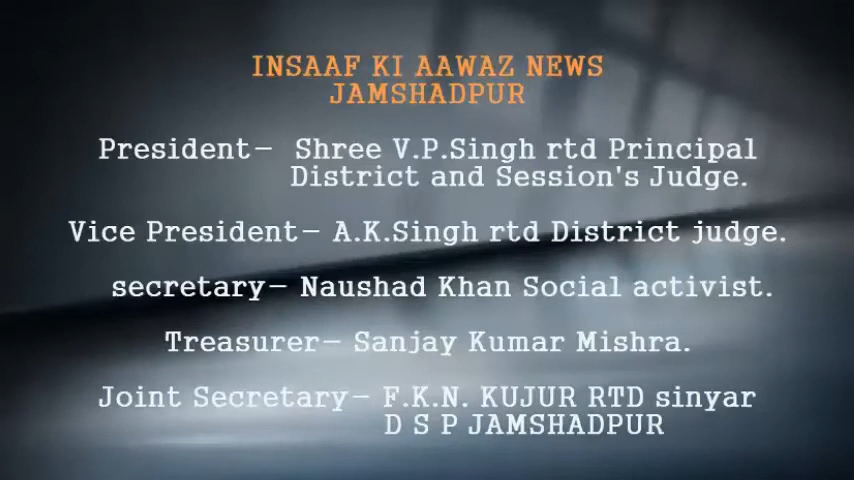 INSAAF KI AAWAZ NEWS
JAMSHADPUR
President- Shree V.P.Singh rtd Principal
District and Session's Judge.
Vice President- A.K.Singh rtd District judge.
secretary- Naushad Khan Social activist.
Treasurer- Sanjay Kumar Mishra.
Joint Secretary- F.K.N. KUJUR RTD sinyar
D S P JAMSHADPUR